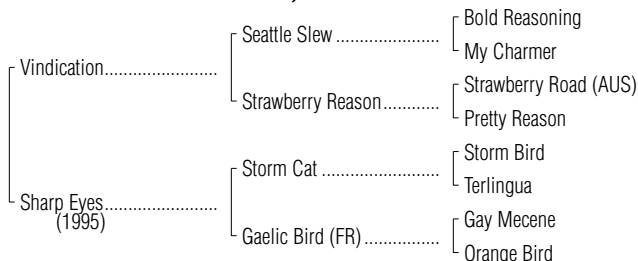 Bold Reasoning
Seattle Slew ......................
My Charmer
Vindication........................
Strawberry Road (AUS)
Strawberry Reason............
Pretty Reason
Storm Bird
Storm Cat .........................
Terlingua
Sharp Eyes........................
(1995)
Gay Mecene
Gaelic Bird (FR)................
Orange Bird